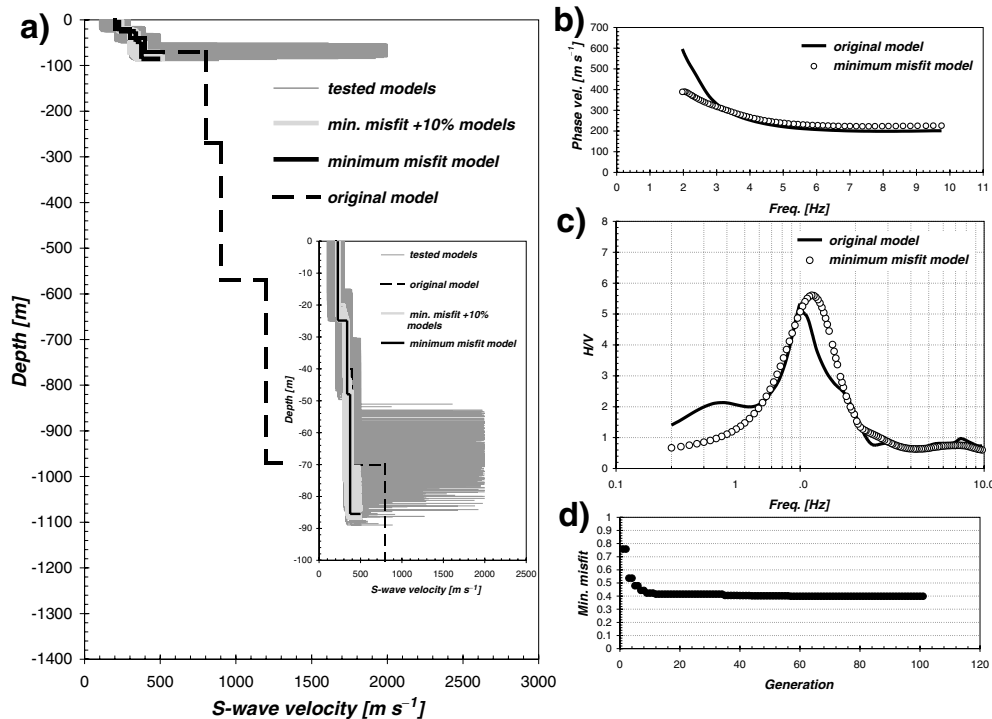 a)
0
-100
-200
-300
-400
-500
-600
-700
-800
-900
-1000
-1100
-1200
-1300
-1400
Depth [m]
0 500 1000 1500 2000 2500 3000
S-wave velocity [m s⁻¹]
tested models
min. misfit +10% models
minimum misfit model
original model
0
-10
-20
-30
-40
-50
-60
-70
-80
-90
-100
Depth [m]
0 500 1000 1500 2000 2500
S-wave velocity [m s⁻¹]
tested models
original model
min. misfit +10%
models
minimum misfit model
b)
700
600
500
400
300
200
100
0
Phase vel. [m s⁻¹]
0 1 2 3 4 5 6 7 8 9 10 11
Freq. [Hz]
original model
minimum misfit model
c)
8
7
6
5
4
3
2
1
0
H/V
0.1 1 .0 10.0
Freq. [Hz]
original model
minimum misfit model
d)
1
0.9
0.8
0.7
0.6
0.5
0.4
0.3
0.2
0.1
0
Min. misfit
0 20 40 60 80 100 120
Generation